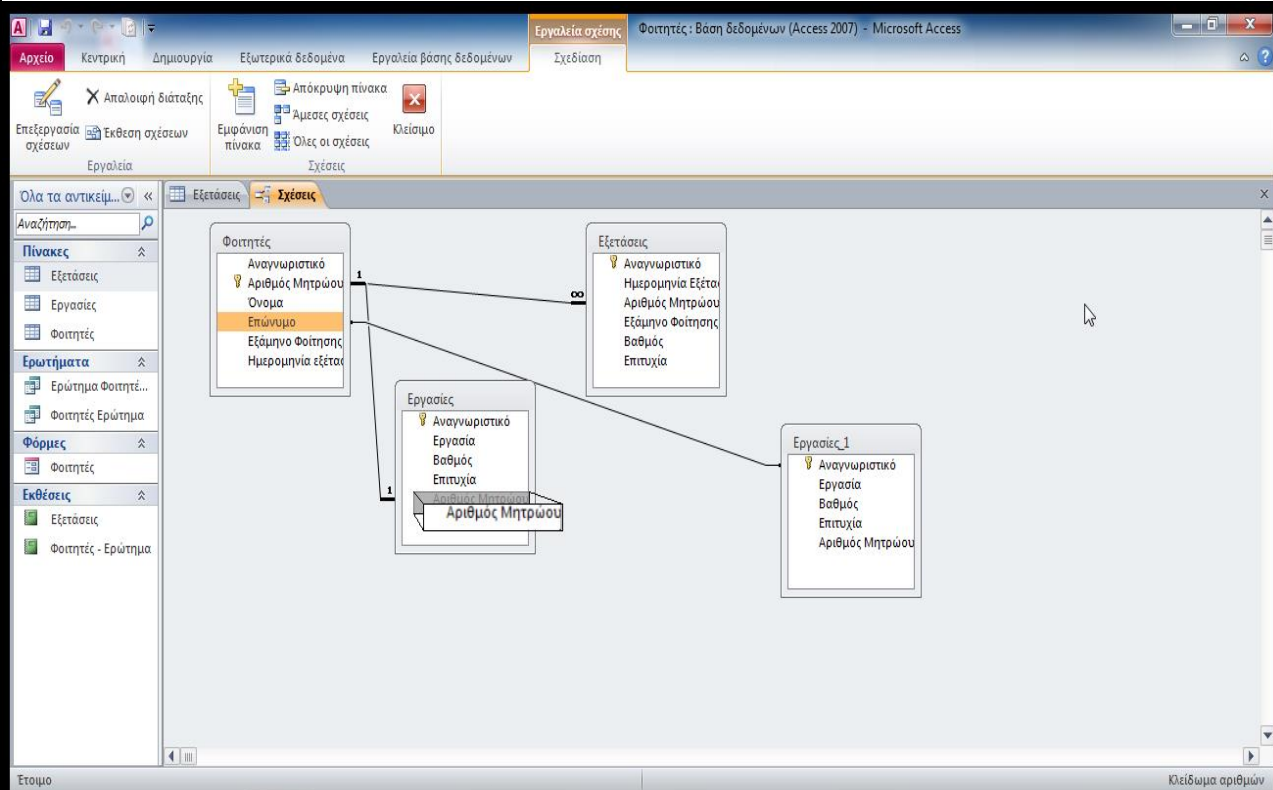 Εργαλεία σχέσης Φοιτητές : Βάση δεδομένων (Access 2007) - Microsoft Access
Αρχείο Κεντρική Δημιουργία Εξωτερικά δεδομένα Εργαλεία βάσης δεδομένων Σχεδίαση
Επεξεργασία σχέσεων
Απαλοιφή διάταξης
Έκθεση σχέσεων
Εργαλεία
Εμφάνιση πίνακα
Απόκρυψη πίνακα
Άμεσες σχέσεις
Όλες οι σχέσεις
Κλείσιμο
Σχέσεις
Όλα τα αντικείμ...
Αναζήτηση...
Πίνακες
Εξετάσεις
Εργασίες
Φοιτητές
Ερωτήματα
Ερώτημα Φοιτητέ...
Φοιτητές Ερώτημα
Φόρμες
Φοιτητές
Εκθέσεις
Εξετάσεις
Φοιτητές - Ερώτημα
Εξετάσεις Σχέσεις
Φοιτητές
Αναγνωριστικό
Αριθμός Μητρώου
Όνομα
Επώνυμο
Εξάμηνο Φοίτησης
Ημερομηνία εξέτασ
1
∞
1
Εξετάσεις
Αναγνωριστικό
Ημερομηνία Εξέτα
Αριθμός Μητρώου
Εξάμηνο Φοίτησης
Βαθμός
Επιτυχία
Εργασίες
Αναγνωριστικό
Εργασία
Βαθμός
Επιτυχία
Αριθμός Μητρώου
Αριθμός Μητρώου
Εργασίες_1
Αναγνωριστικό
Εργασία
Βαθμός
Επιτυχία
Αριθμός Μητρώου
Έτοιμο Κλείδωμα αριθμών